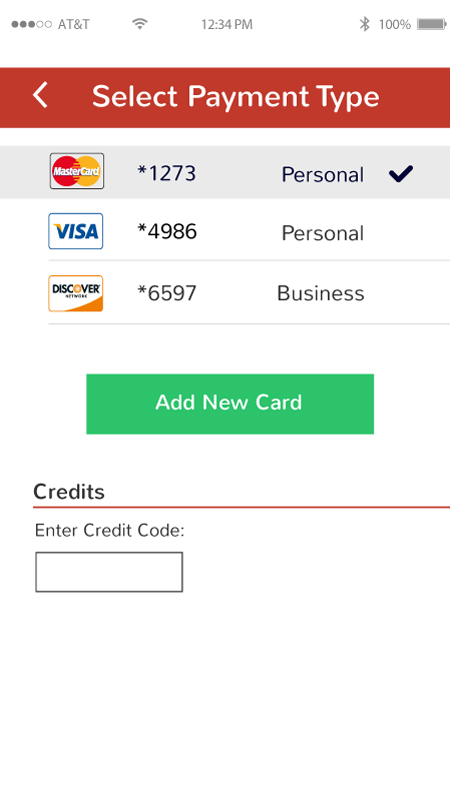 AT&T 12:34 PM 100%
Select Payment Type
MasterCard *1273 Personal
VISA *4986 Personal
DISCOVER NETWORK *6597 Business
Add New Card
Credits
Enter Credit Code: